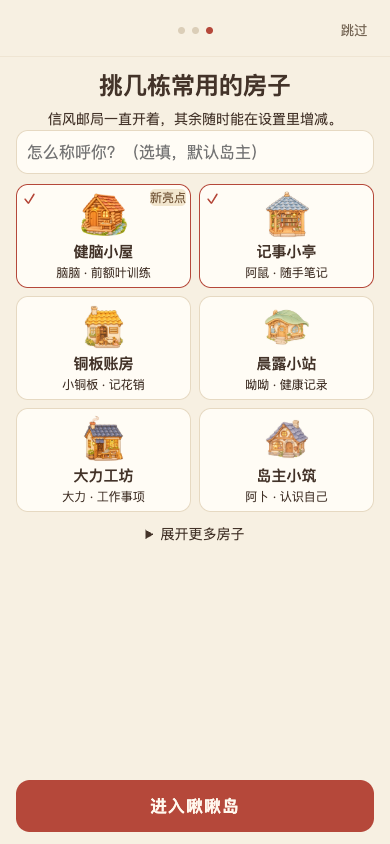 跳过
挑几栋常用的房子
信风邮局一直开着，其余随时能在设置里增减。
怎么称呼你？（选填，默认岛主）
新亮点
健脑小屋
脑脑 · 前额叶训练
记事小亭
阿鼠 · 随手笔记
铜板账房
小铜板 · 记花销
晨露小站
呦呦 · 健康记录
大力工坊
大力 · 工作事项
岛主小筑
阿卜 · 认识自己
展开更多房子
进入啾啾岛